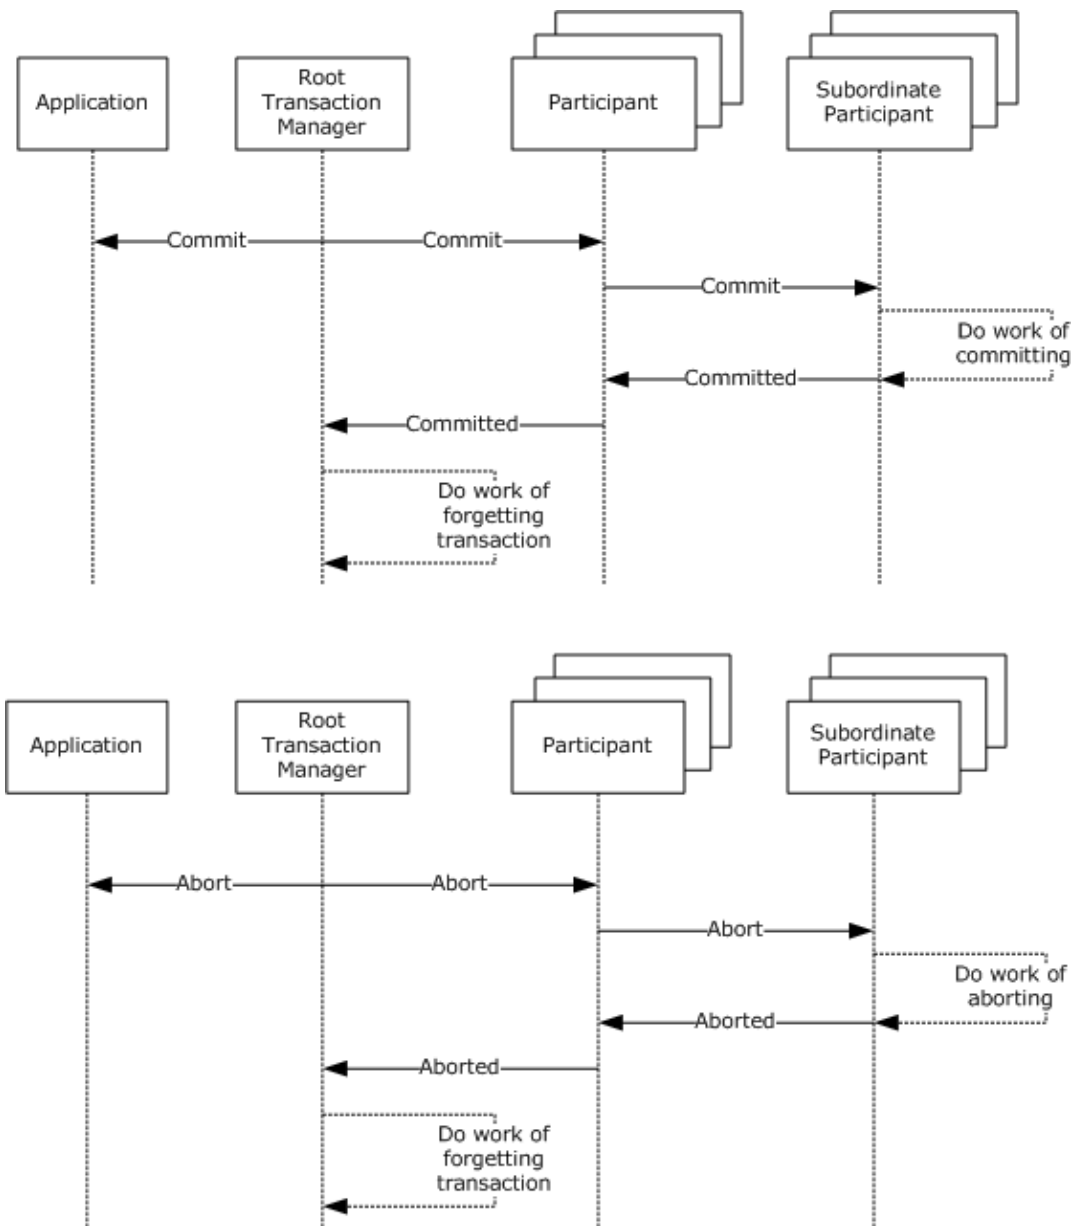 Application
Root
Transaction
Manager
Participant
Subordinate
Participant
Commit
Commit
Commit
Do work of
committing
Committed
Committed
Do work of
forgetting
transaction
Application
Root
Transaction
Manager
Participant
Subordinate
Participant
Abort
Abort
Abort
Do work of
aborting
Aborted
Aborted
Do work of
forgetting
transaction